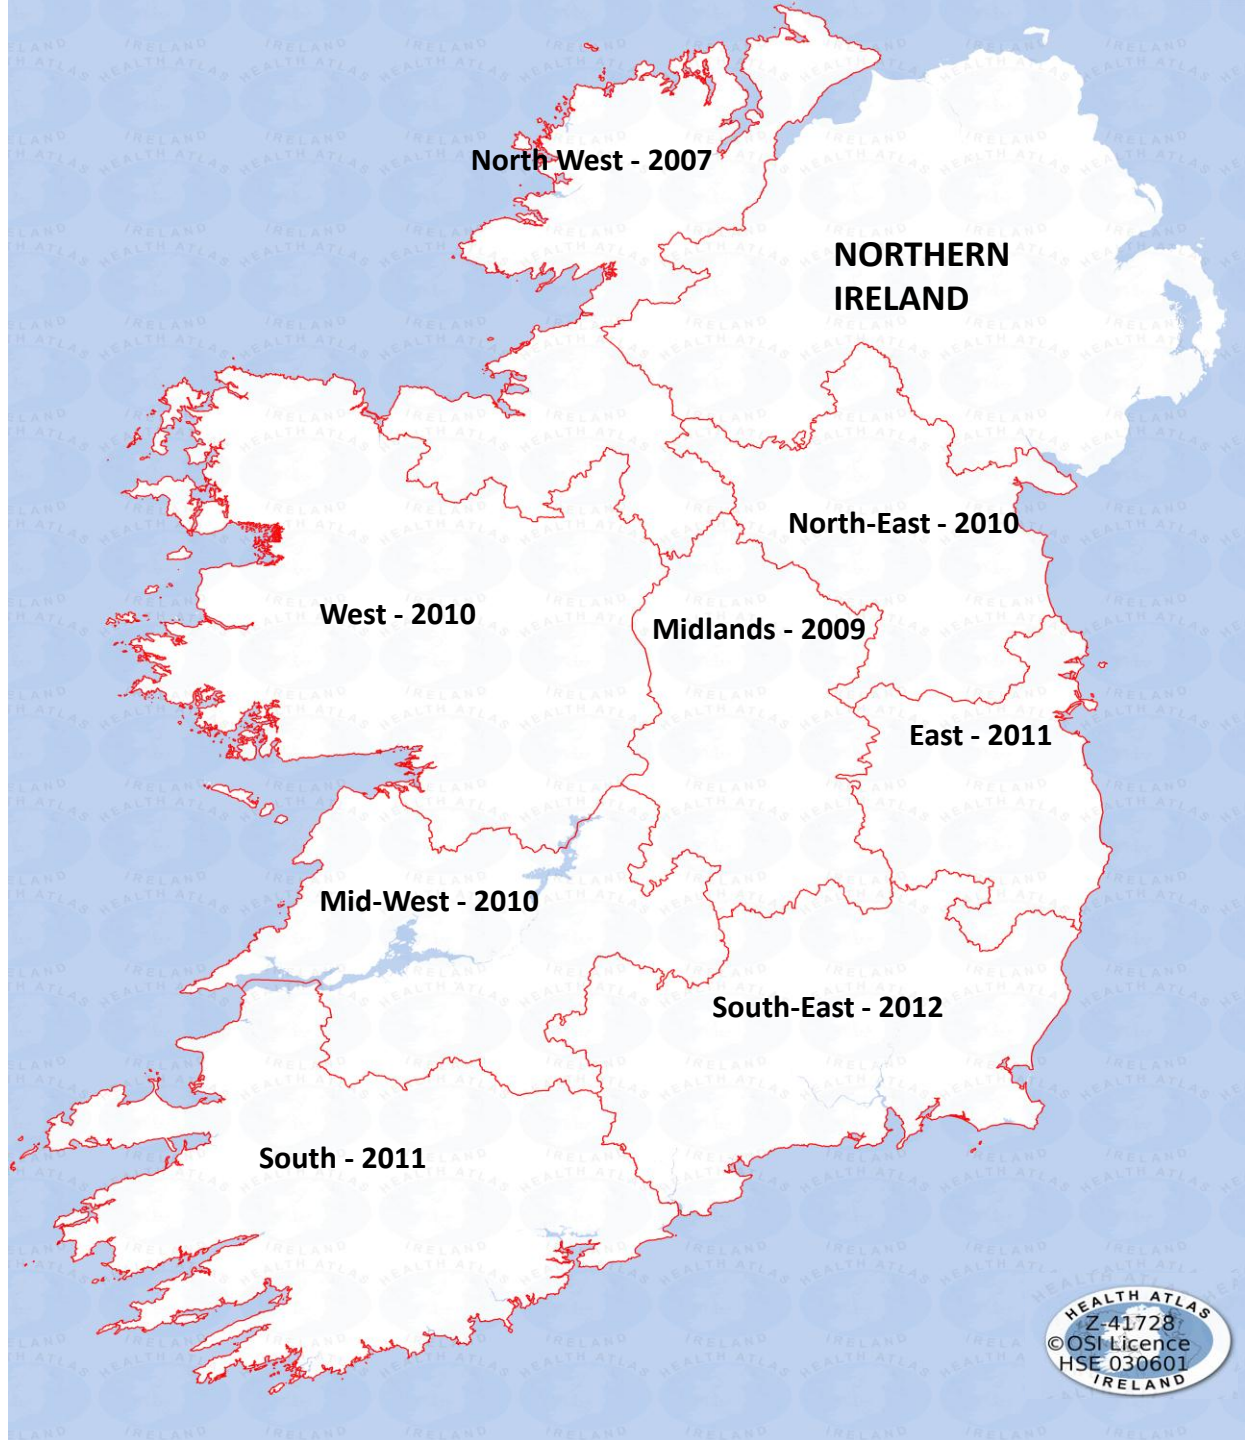 North West - 2007
NORTHERN
IRELAND
North-East - 2010
West - 2010
Midlands - 2009
East - 2011
Mid-West - 2010
South-East - 2012
South - 2011
HEALTH ATLAS
Z-41728
©OSI Licence
HSE 030601
IRELAND